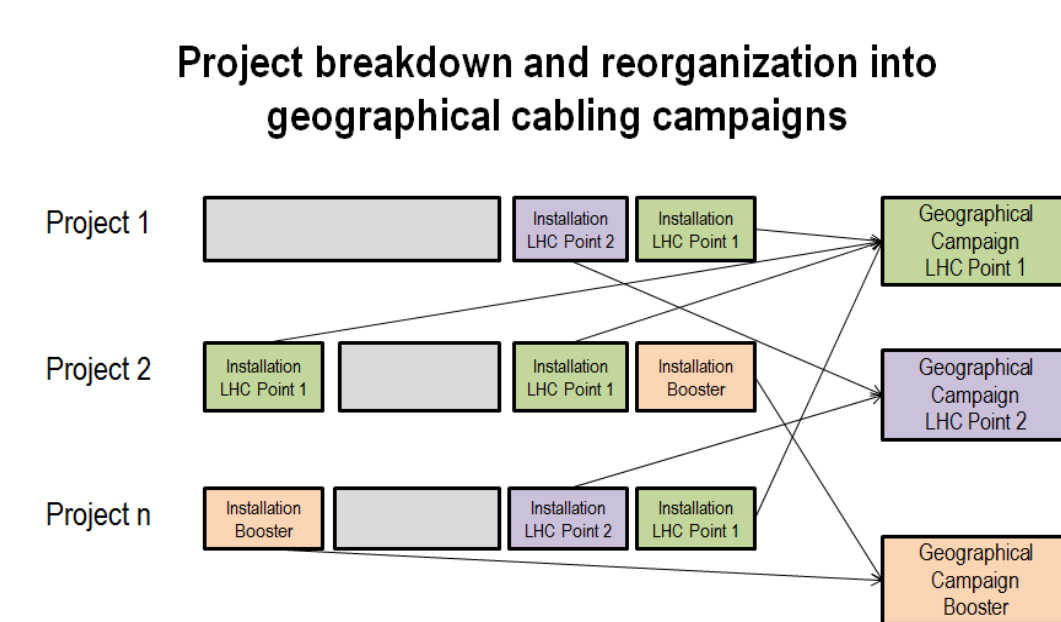 Project breakdown and reorganization into
geographical cabling campaigns
Project 1
Installation
LHC Point 2
Installation
LHC Point 1
Geographical
Campaign
LHC Point 1
Project 2
Installation
LHC Point 1
Installation
LHC Point 1
Installation
Booster
Geographical
Campaign
LHC Point 2
Project n
Installation
Booster
Installation
LHC Point 2
Installation
LHC Point 1
Geographical
Campaign
Booster